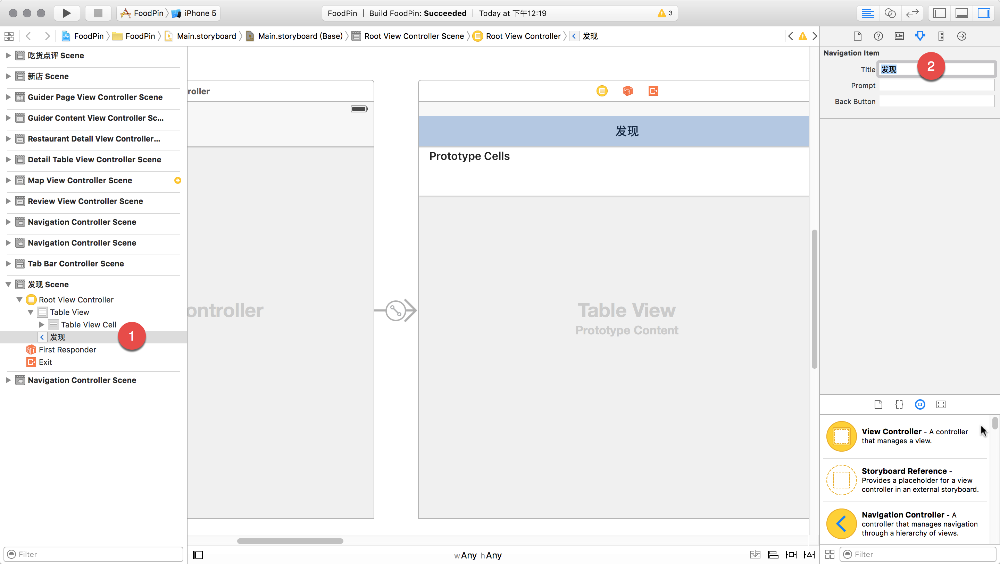 FoodPin iPhone 5
FoodPin | Build FoodPin: Succeeded | Today at 下午12:19
3
FoodPin FoodPin Main.storyboard Main.storyboard (Base) Root View Controller Scene Root View Controller 发现
吃货点评 Scene
新店 Scene
Guider Page View Controller Scene
Guider Content View Controller Sc...
Restaurant Detail View Controller...
Detail Table View Controller Scene
Map View Controller Scene
Review View Controller Scene
Navigation Controller Scene
Navigation Controller Scene
Tab Bar Controller Scene
发现 Scene
Root View Controller
Table View
Table View Cell
发现
1
First Responder
Exit
Navigation Controller Scene
Filter
roller
ontroller
发现
Prototype Cells
Table View
Prototype Content
wAny hAny
Navigation Item
Title 发现
2
Prompt
Back Button
{}
View Controller - A controller
that manages a view.
Storyboard Reference -
Provides a placeholder for a view
controller in an external storyboard.
Navigation Controller - A
controller that manages navigation
through a hierarchy of views.
Filter